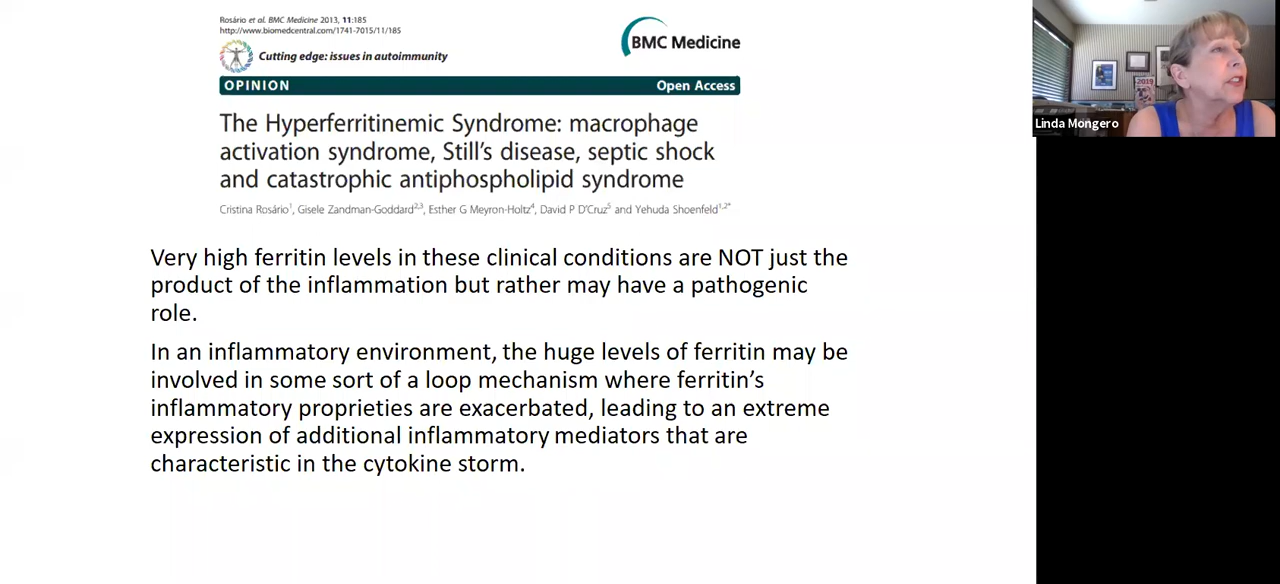 Rosário et al. BMC Medicine 2013, 11:185
http://www.biomedcentral.com/1741-7015/11/185
BMC Medicine
Cutting edge: issues in autoimmunity
OPINION Open Access
The Hyperferritinemic Syndrome: macrophage
activation syndrome, Still’s disease, septic shock
and catastrophic antiphospholipid syndrome
Cristina Rosário1, Gisele Zandman-Goddard2,3, Esther G Meyron-Holtz4, David P D’Cruz5 and Yehuda Shoenfeld1,2*
Very high ferritin levels in these clinical conditions are NOT just the
product of the inflammation but rather may have a pathogenic
role.
In an inflammatory environment, the huge levels of ferritin may be
involved in some sort of a loop mechanism where ferritin’s
inflammatory proprieties are exacerbated, leading to an extreme
expression of additional inflammatory mediators that are
characteristic in the cytokine storm.
2019
Linda Mongero